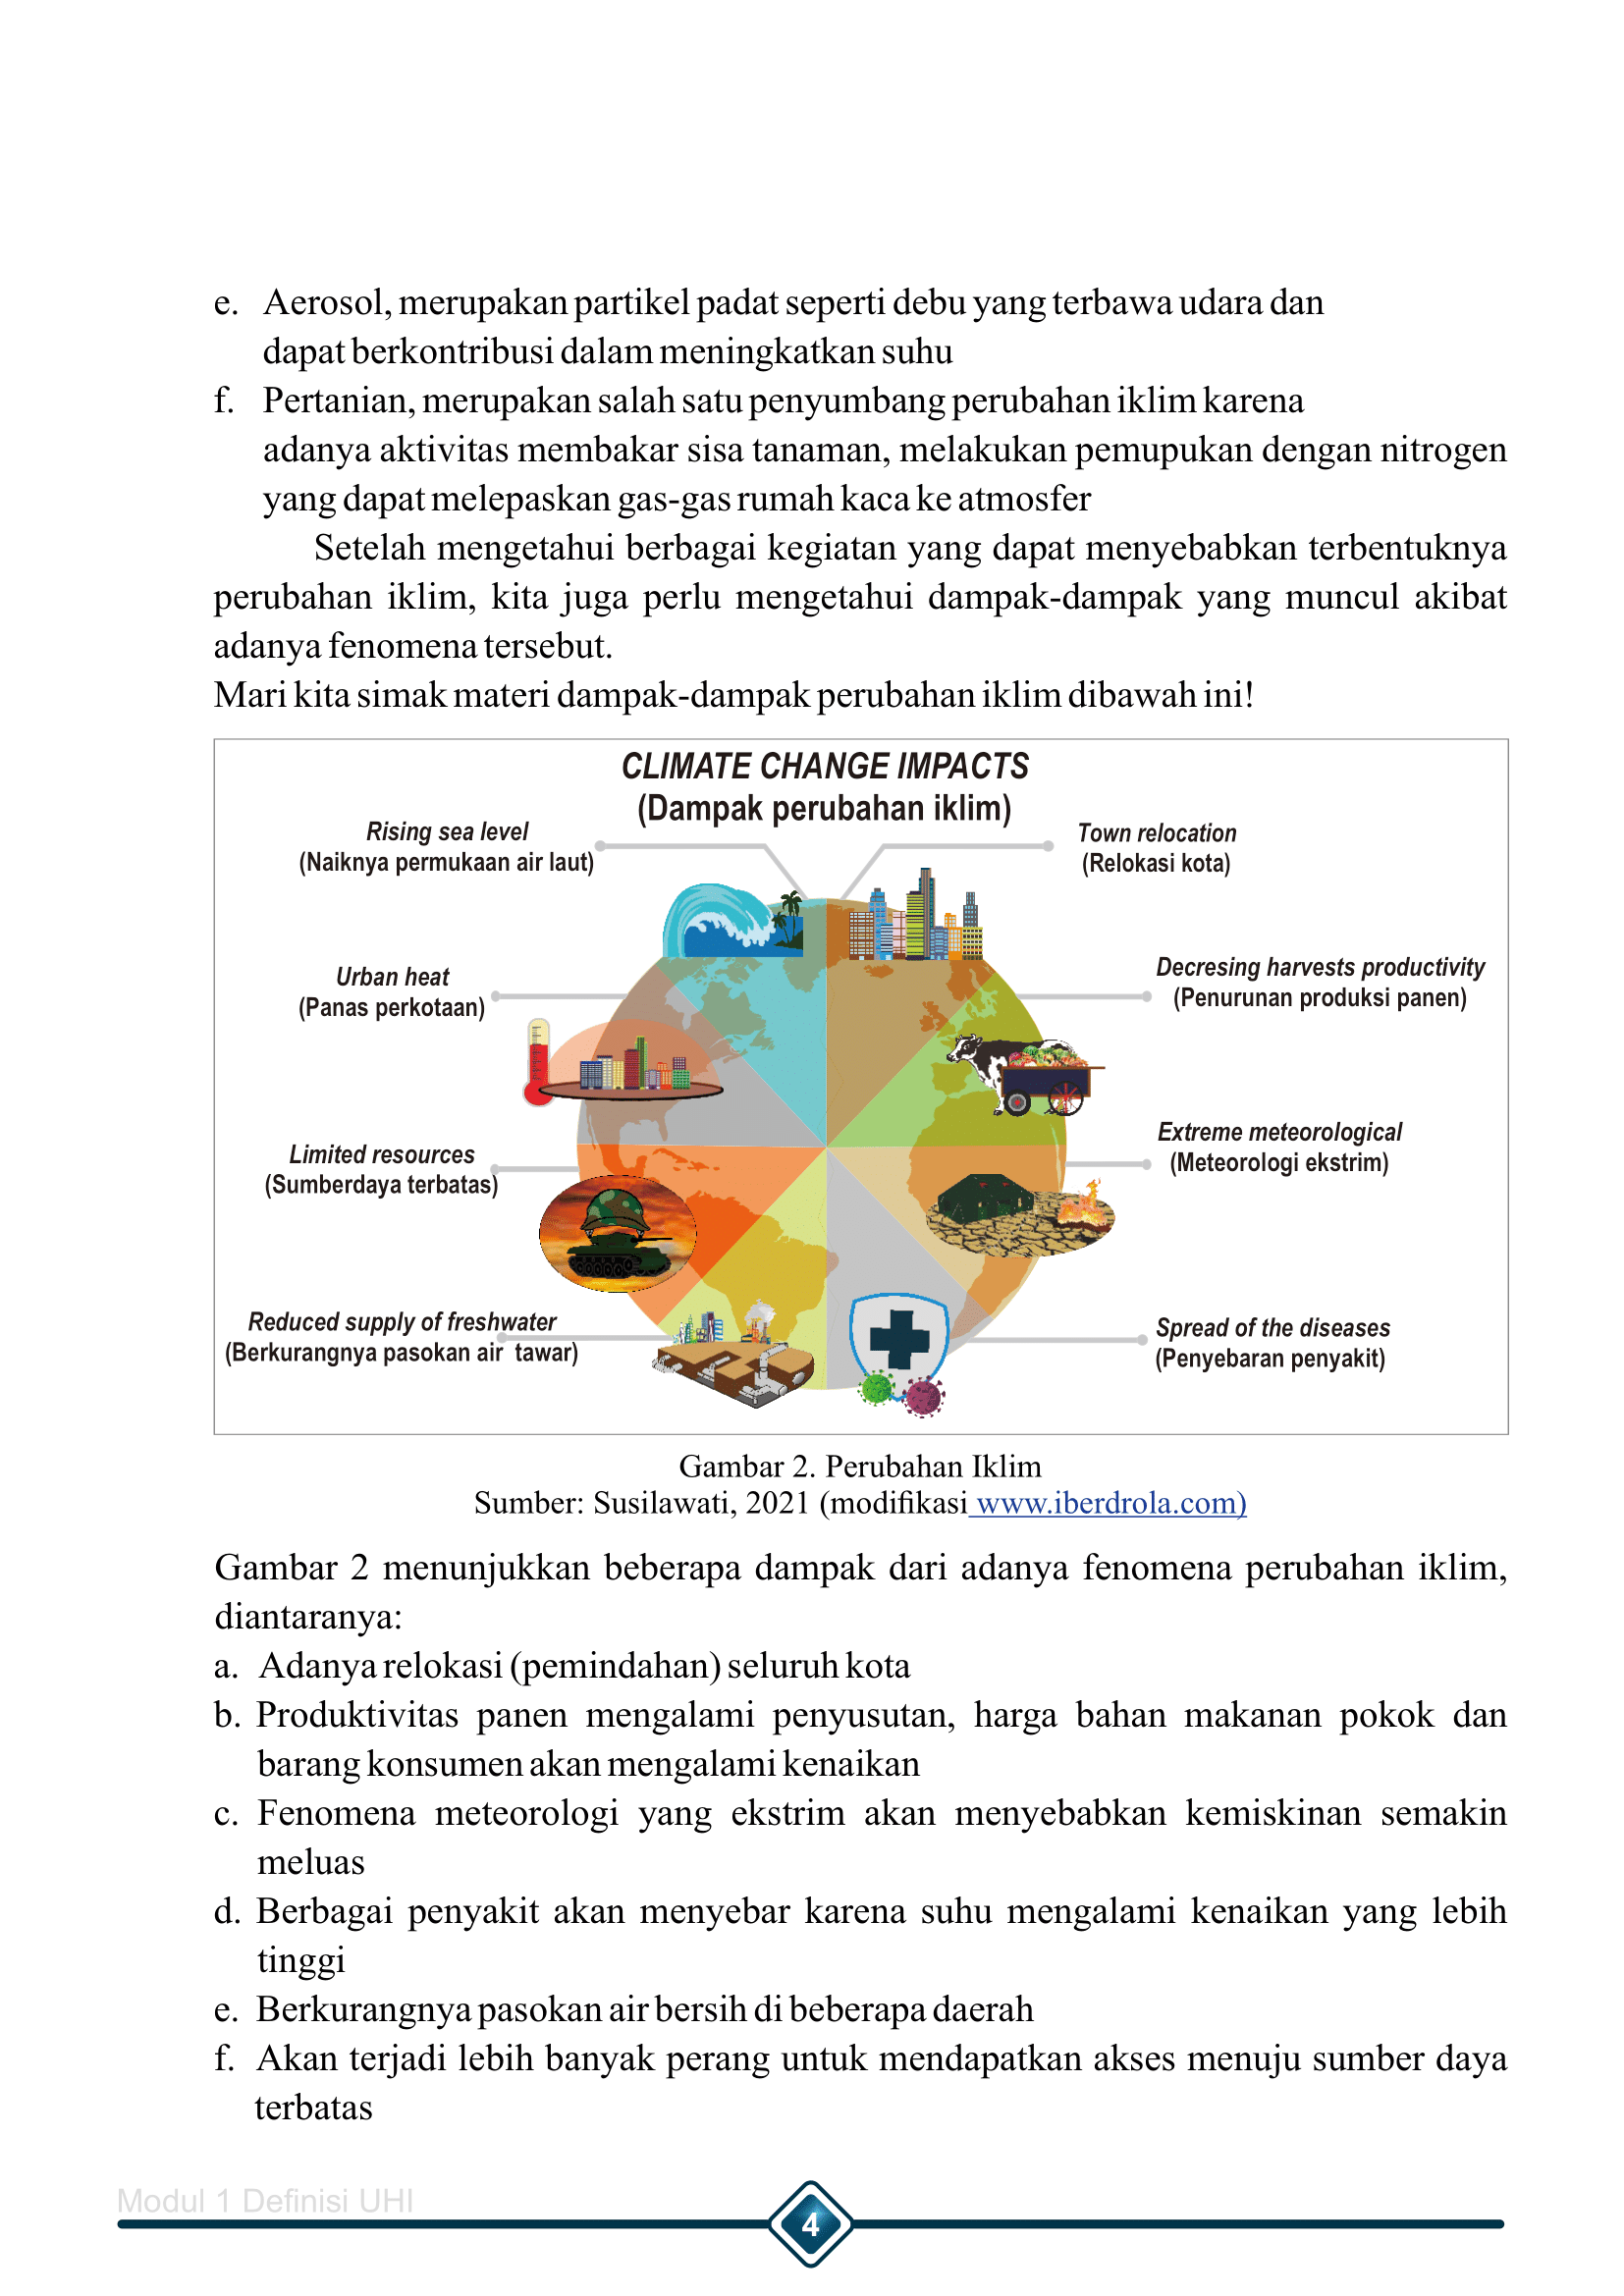 e. Aerosol, merupakan partikel padat seperti debu yang terbawa udara dan
dapat berkontribusi dalam meningkatkan suhu
f. Pertanian, merupakan salah satu penyumbang perubahan iklim karena
adanya aktivitas membakar sisa tanaman, melakukan pemupukan dengan nitrogen
yang dapat melepaskan gas-gas rumah kaca ke atmosfer
Setelah mengetahui berbagai kegiatan yang dapat menyebabkan terbentuknya
perubahan iklim, kita juga perlu mengetahui dampak-dampak yang muncul akibat
adanya fenomena tersebut.
Mari kita simak materi dampak-dampak perubahan iklim dibawah ini!
CLIMATE CHANGE IMPACTS
(Dampak perubahan iklim)
Rising sea level
(Naiknya permukaan air laut)
Town relocation
(Relokasi kota)
Urban heat
(Panas perkotaan)
Decresing harvests productivity
(Penurunan produksi panen)
Limited resources
(Sumberdaya terbatas)
Extreme meteorological
(Meteorologi ekstrim)
Reduced supply of freshwater
(Berkurangnya pasokan air tawar)
Spread of the diseases
(Penyebaran penyakit)
Gambar 2. Perubahan Iklim
Sumber: Susilawati, 2021 (modifikasi www.iberdrola.com)
Gambar 2 menunjukkan beberapa dampak dari adanya fenomena perubahan iklim,
diantaranya:
a. Adanya relokasi (pemindahan) seluruh kota
b. Produktivitas panen mengalami penyusutan, harga bahan makanan pokok dan
barang konsumen akan mengalami kenaikan
c. Fenomena meteorologi yang ekstrim akan menyebabkan kemiskinan semakin
meluas
d. Berbagai penyakit akan menyebar karena suhu mengalami kenaikan yang lebih
tinggi
e. Berkurangnya pasokan air bersih di beberapa daerah
f. Akan terjadi lebih banyak perang untuk mendapatkan akses menuju sumber daya
terbatas
Modul 1 Definisi UHI
4